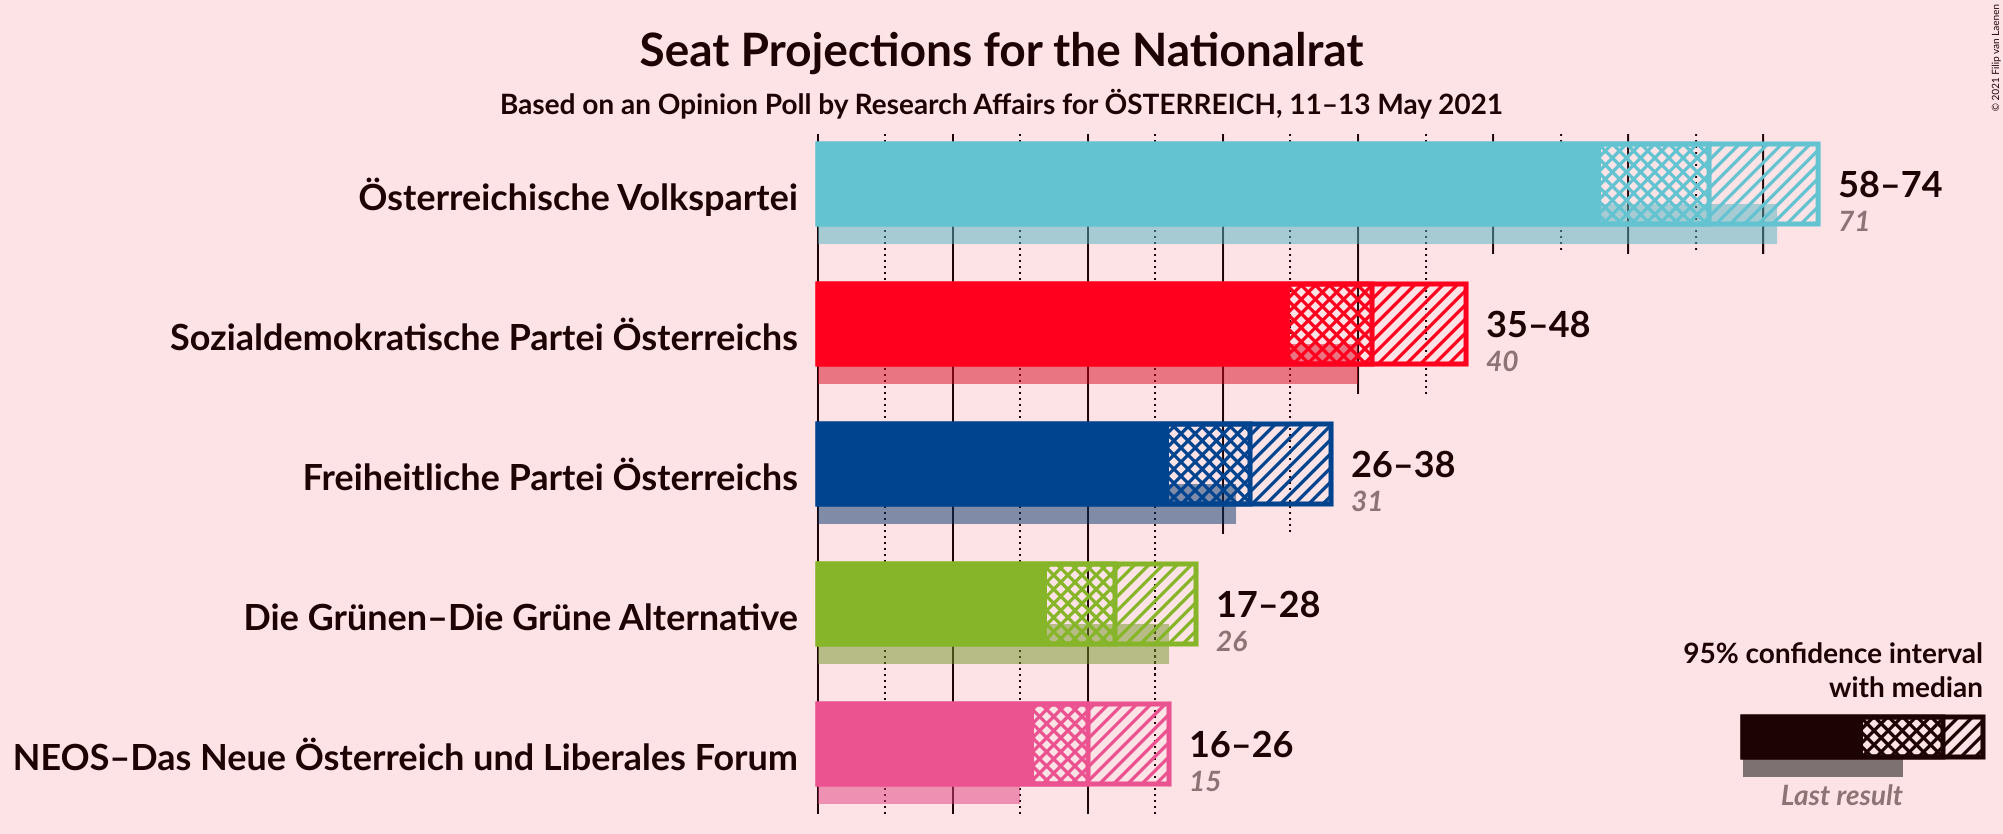 Seat Projections for the Nationalrat
Based on an Opinion Poll by Research Affairs for ÖSTERREICH, 11–13 May 2021
© 2021 Filip van Laenen
Österreichische Volkspartei
58–74
71
Sozialdemokratische Partei Österreichs
35–48
40
Freiheitliche Partei Österreichs
26–38
31
Die Grünen–Die Grüne Alternative
17–28
26
NEOS–Das Neue Österreich und Liberales Forum
16–26
15
95% confidence interval
with median
Last result